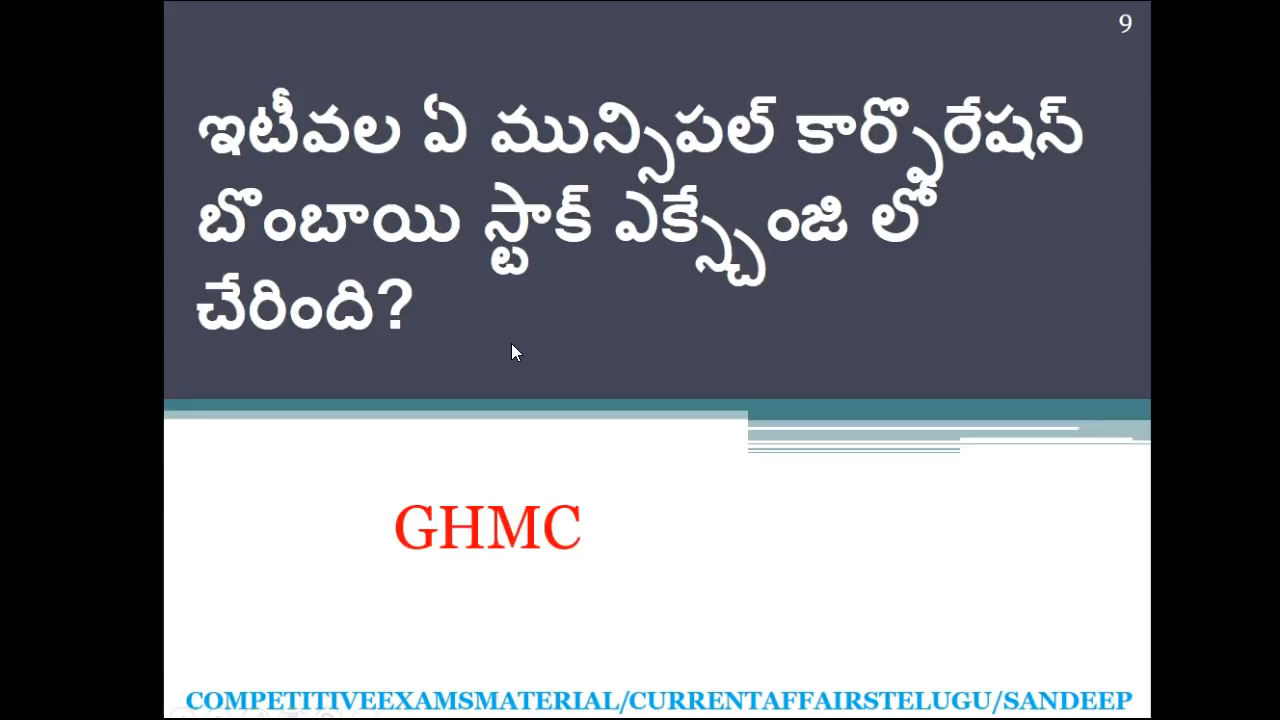 9
ఇటీవల ఏ మున్సిపల్ కార్పొరేషన్
బొంబాయి స్టాక్ ఎక్స్చేంజి లో
చేరింది?
GHMC
COMPETITIVEEXAMSMATERIAL/CURRENTAFFAIRSTELUGU/SANDEEP